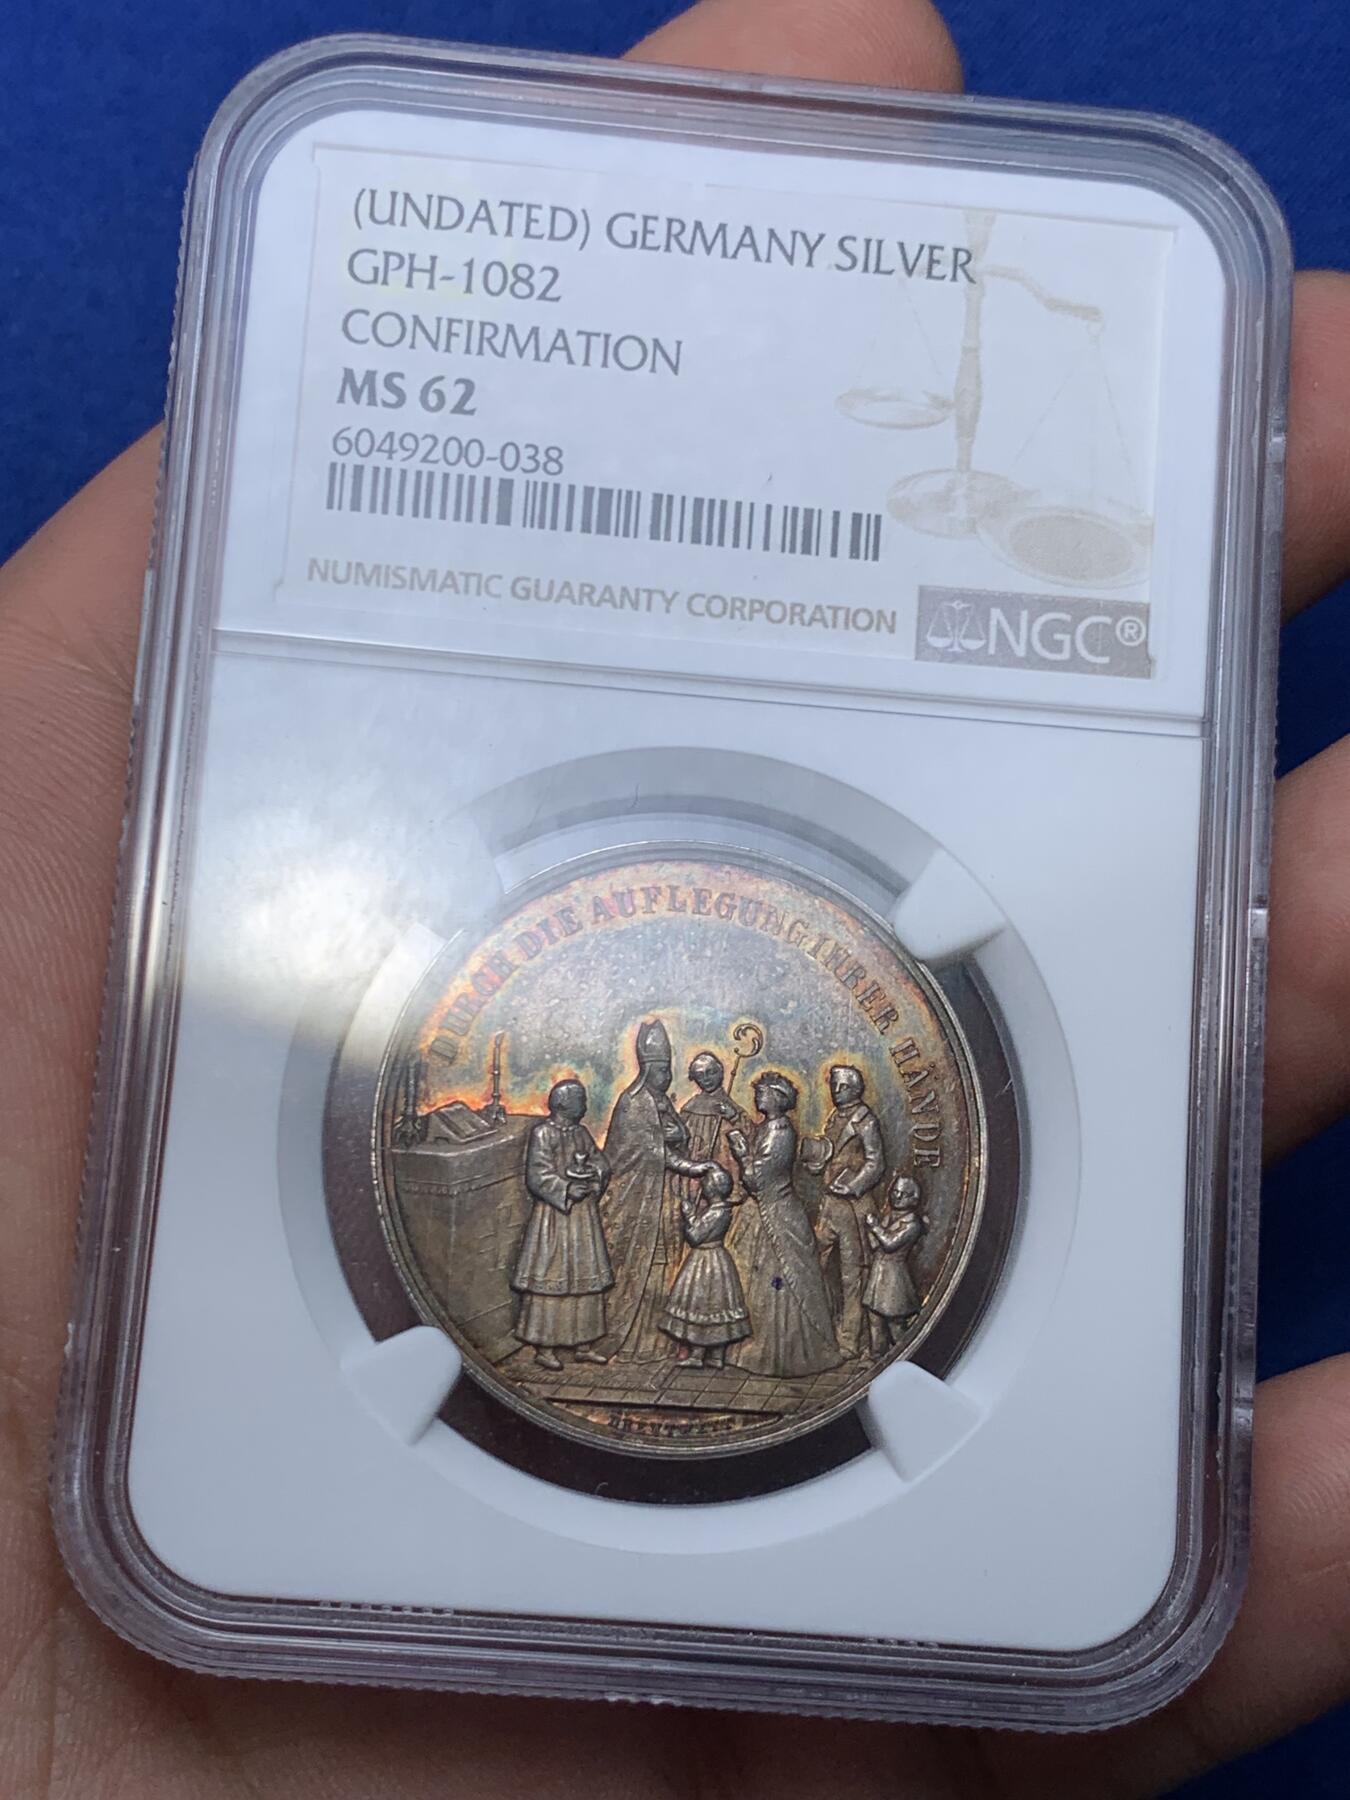 (UNDATED) GERMANY SILVER
GPH-1082
CONFIRMATION
MS 62
6049200-038
NUMISMATIC GUARANTY CORPORATION
NGC®
DURCH DIE AUFLEGUNG IHRER HÄNDE